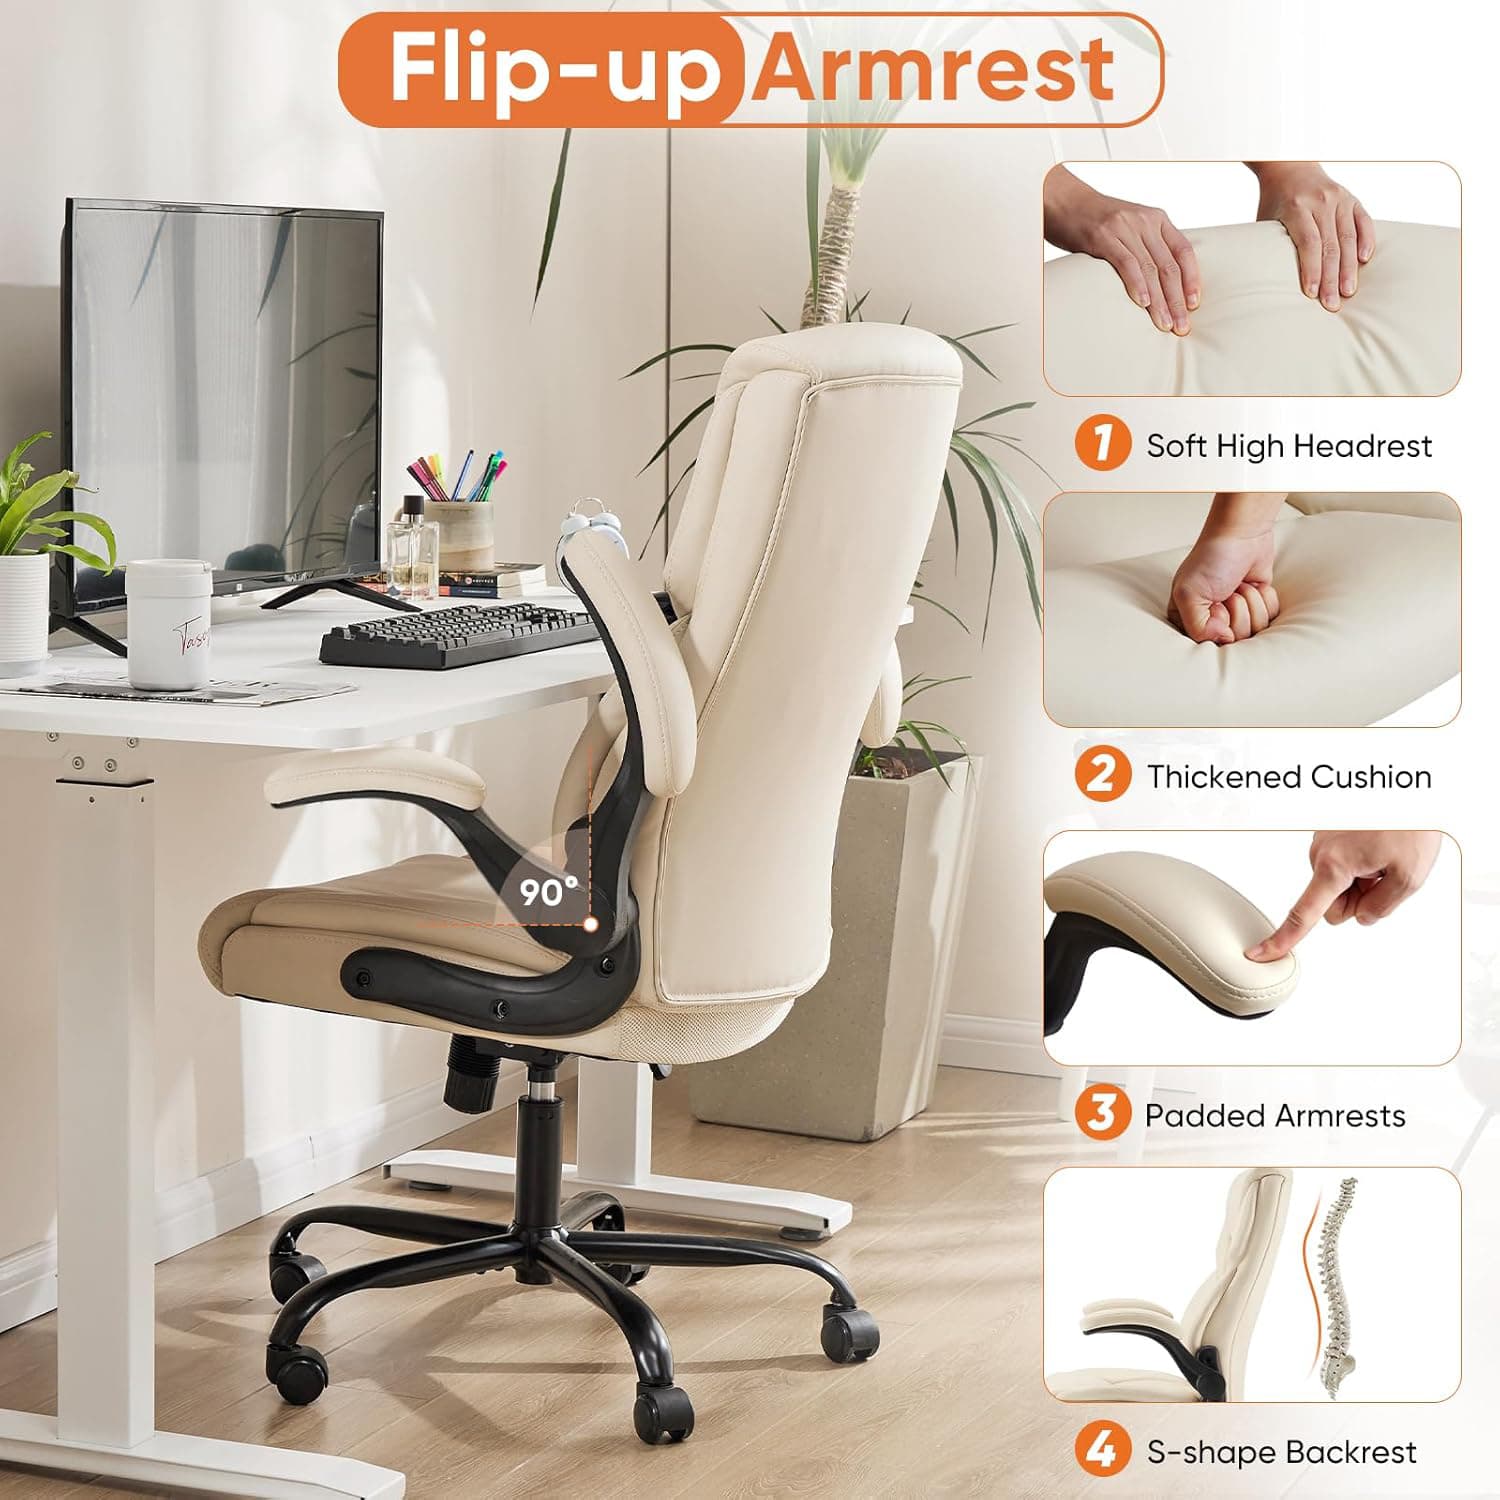 Flip-up Armrest
1 Soft High Headrest
2 Thickened Cushion
90°
3 Padded Armrests
4 S-shape Backrest